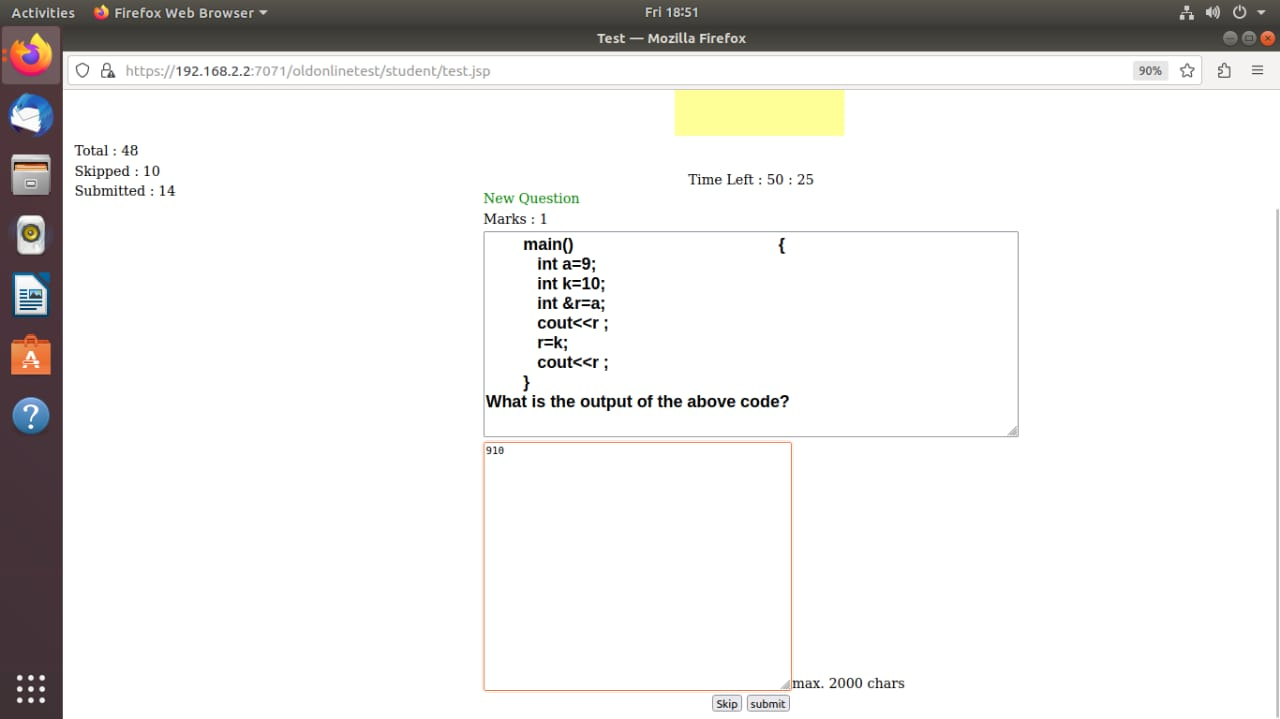 Activities Firefox Web Browser Fri 18:51
Test — Mozilla Firefox
https://192.168.2.2:7071/oldonlinetest/student/test.jsp 90%
Total : 48
Skipped : 10
Submitted : 14
Time Left : 50 : 25
New Question
Marks : 1
main() {
int a=9;
int k=10;
int &r=a;
cout<<r ;
r=k;
cout<<r ;
}
What is the output of the above code?
910
max. 2000 chars
Skip submit